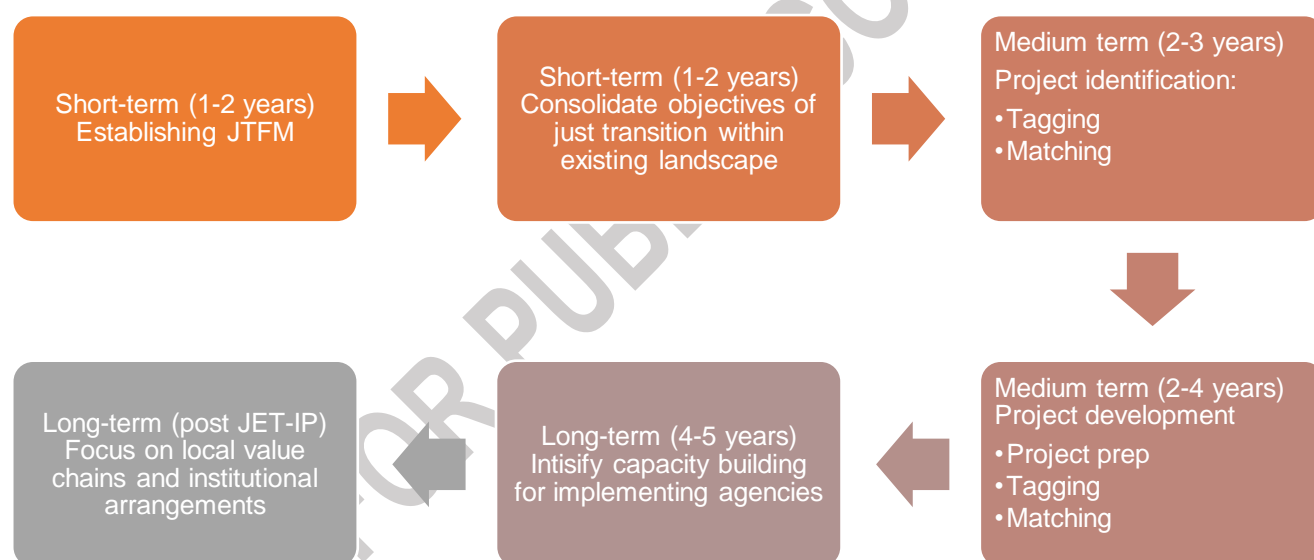 Short-term (1-2 years)
Establishing JTFM
Short-term (1-2 years)
Consolidate objectives of
just transition within
existing landscape
Medium term (2-3 years)
Project identification:
•Tagging
•Matching
Medium term (2-4 years)
Project development
•Project prep
•Tagging
•Matching
Long-term (4-5 years)
Intisify capacity building
for implementing agencies
Long-term (post JET-IP)
Focus on local value
chains and institutional
arrangements
OR PUB